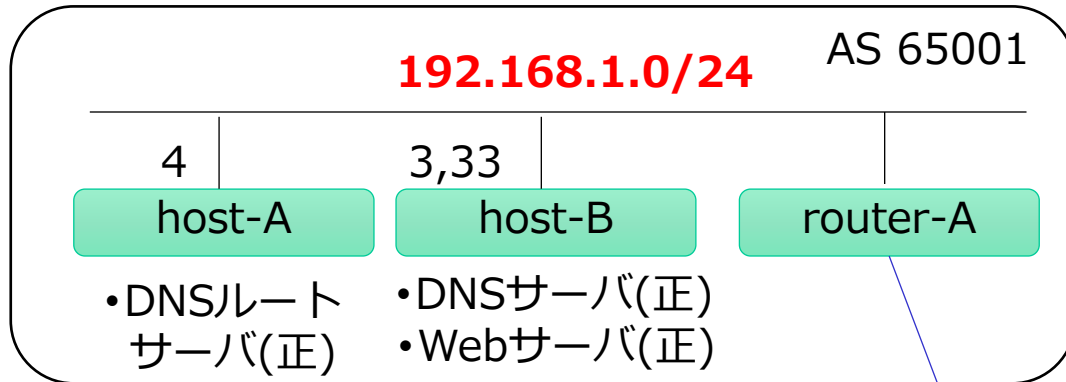 AS 65001
192.168.1.0/24
4
3,33
host-A
host-B
router-A
•DNSルート
サーバ(正)
•DNSサーバ(正)
•Webサーバ(正)